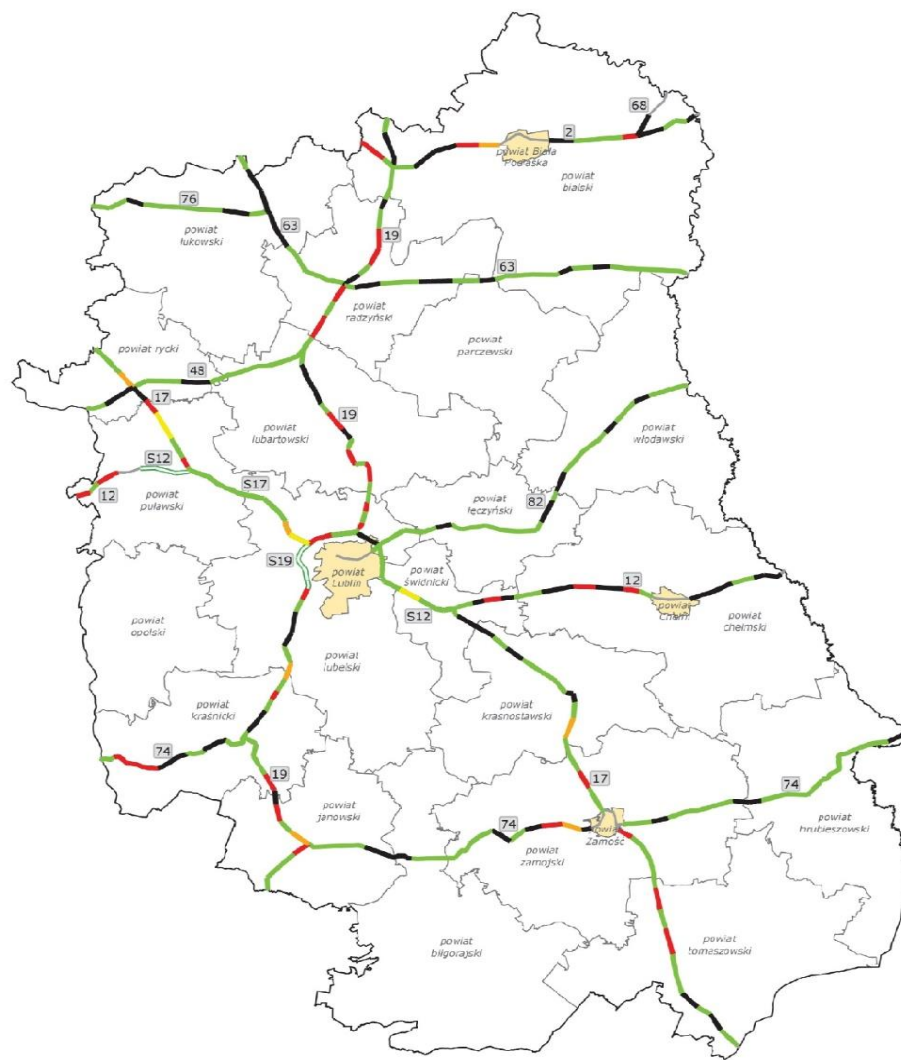 68
2
powiat Biała
Podlaska
powiat
bialski
76
powiat
łukowski
63
19
63
powiat
radzyński
powiat
parczewski
powiat rycki
48
17
19
powiat
lubartowski
powiat
włodawski
S12
S17
12
powiat
puławski
82
powiat
łęczyński
S19
powiat
Lublin
powiat
świdnicki
S12
12
powiat
Chełm
powiat
chełmski
powiat
opolski
powiat
lubelski
powiat
kraśnicki
powiat
krasnostawski
74
19
17
74
powiat
janowski
74
powiat
zamojski
powiat
Zamość
powiat
hrubieszowski
powiat
biłgorajski
powiat
tomaszowski